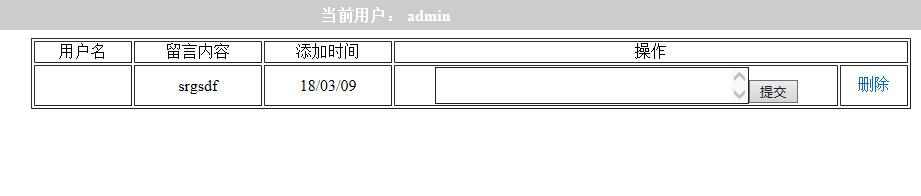 当前用户： admin
用户名 留言内容 添加时间 操作
srgsdf 18/03/09 提交 删除